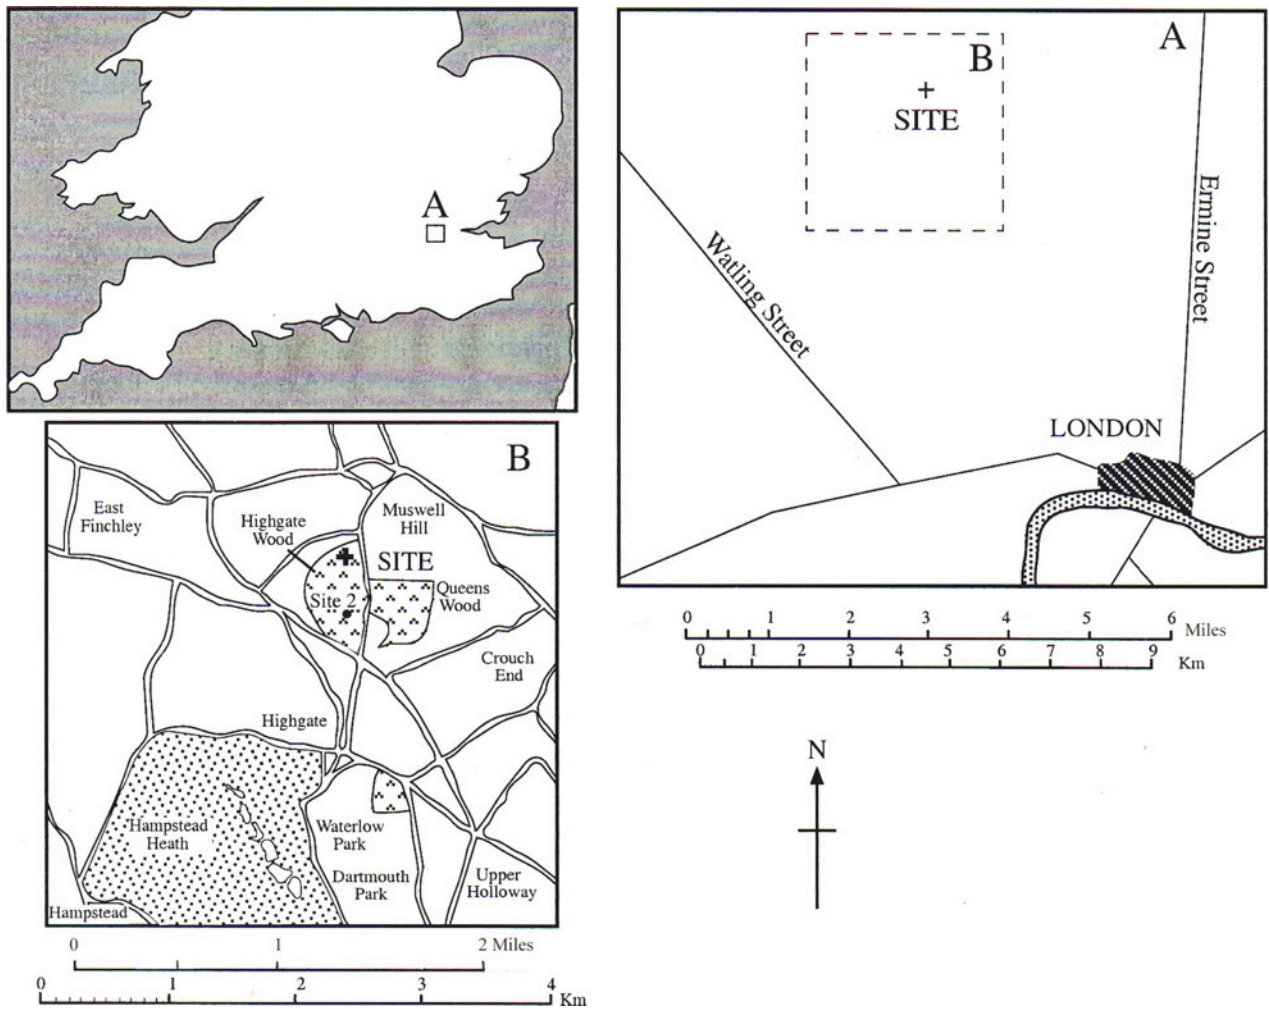 A
B
A
SITE
Watling Street
Ermine Street
LONDON
0 1 2 3 4 5 6 Miles
0 1 2 3 4 5 6 7 8 9 Km
N
B
East
Finchley
Highgate
Wood
Muswell
Hill
SITE
Site 2
Queens
Wood
Crouch
End
Highgate
Hampstead
Heath
Waterlow
Park
Dartmouth
Park
Upper
Holloway
Hampstead
0 1 2 Miles
0 1 2 3 4 Km